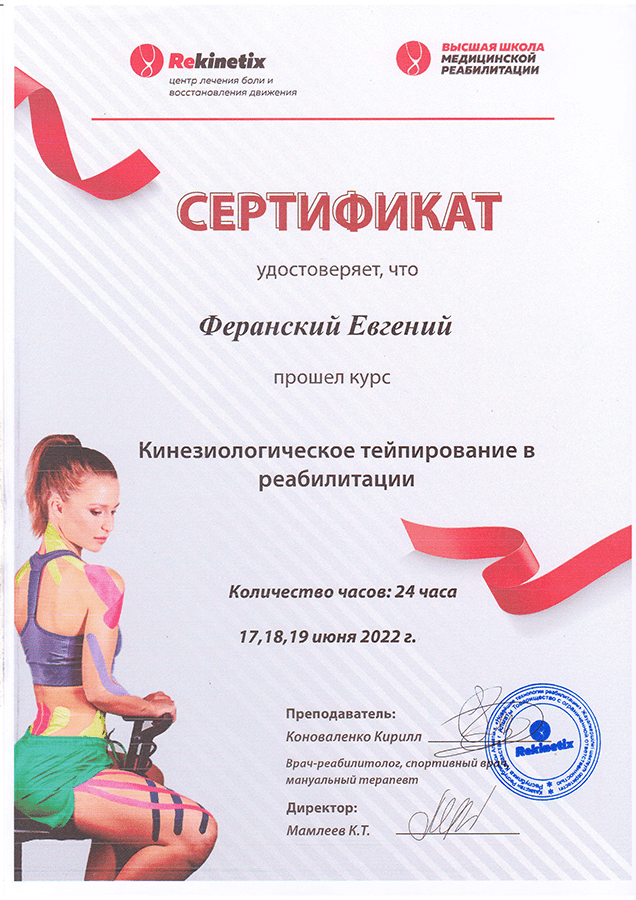 Rekinetix
центр лечения боли и
восстановления движения
ВЫСШАЯ ШКОЛА
МЕДИЦИНСКОЙ
РЕАБИЛИТАЦИИ
СЕРТИФИКАТ
удостоверяет, что
Феранский Евгений
прошел курс
Кинезиологическое тейпирование в
реабилитации
Количество часов: 24 часа
17,18,19 июня 2022 г.
Преподаватель:
Коноваленко Кирилл
Врач-реабилитолог, спортивный врач,
мануальный терапевт
Директор:
Мамлеев К.Т.
Rekinetix